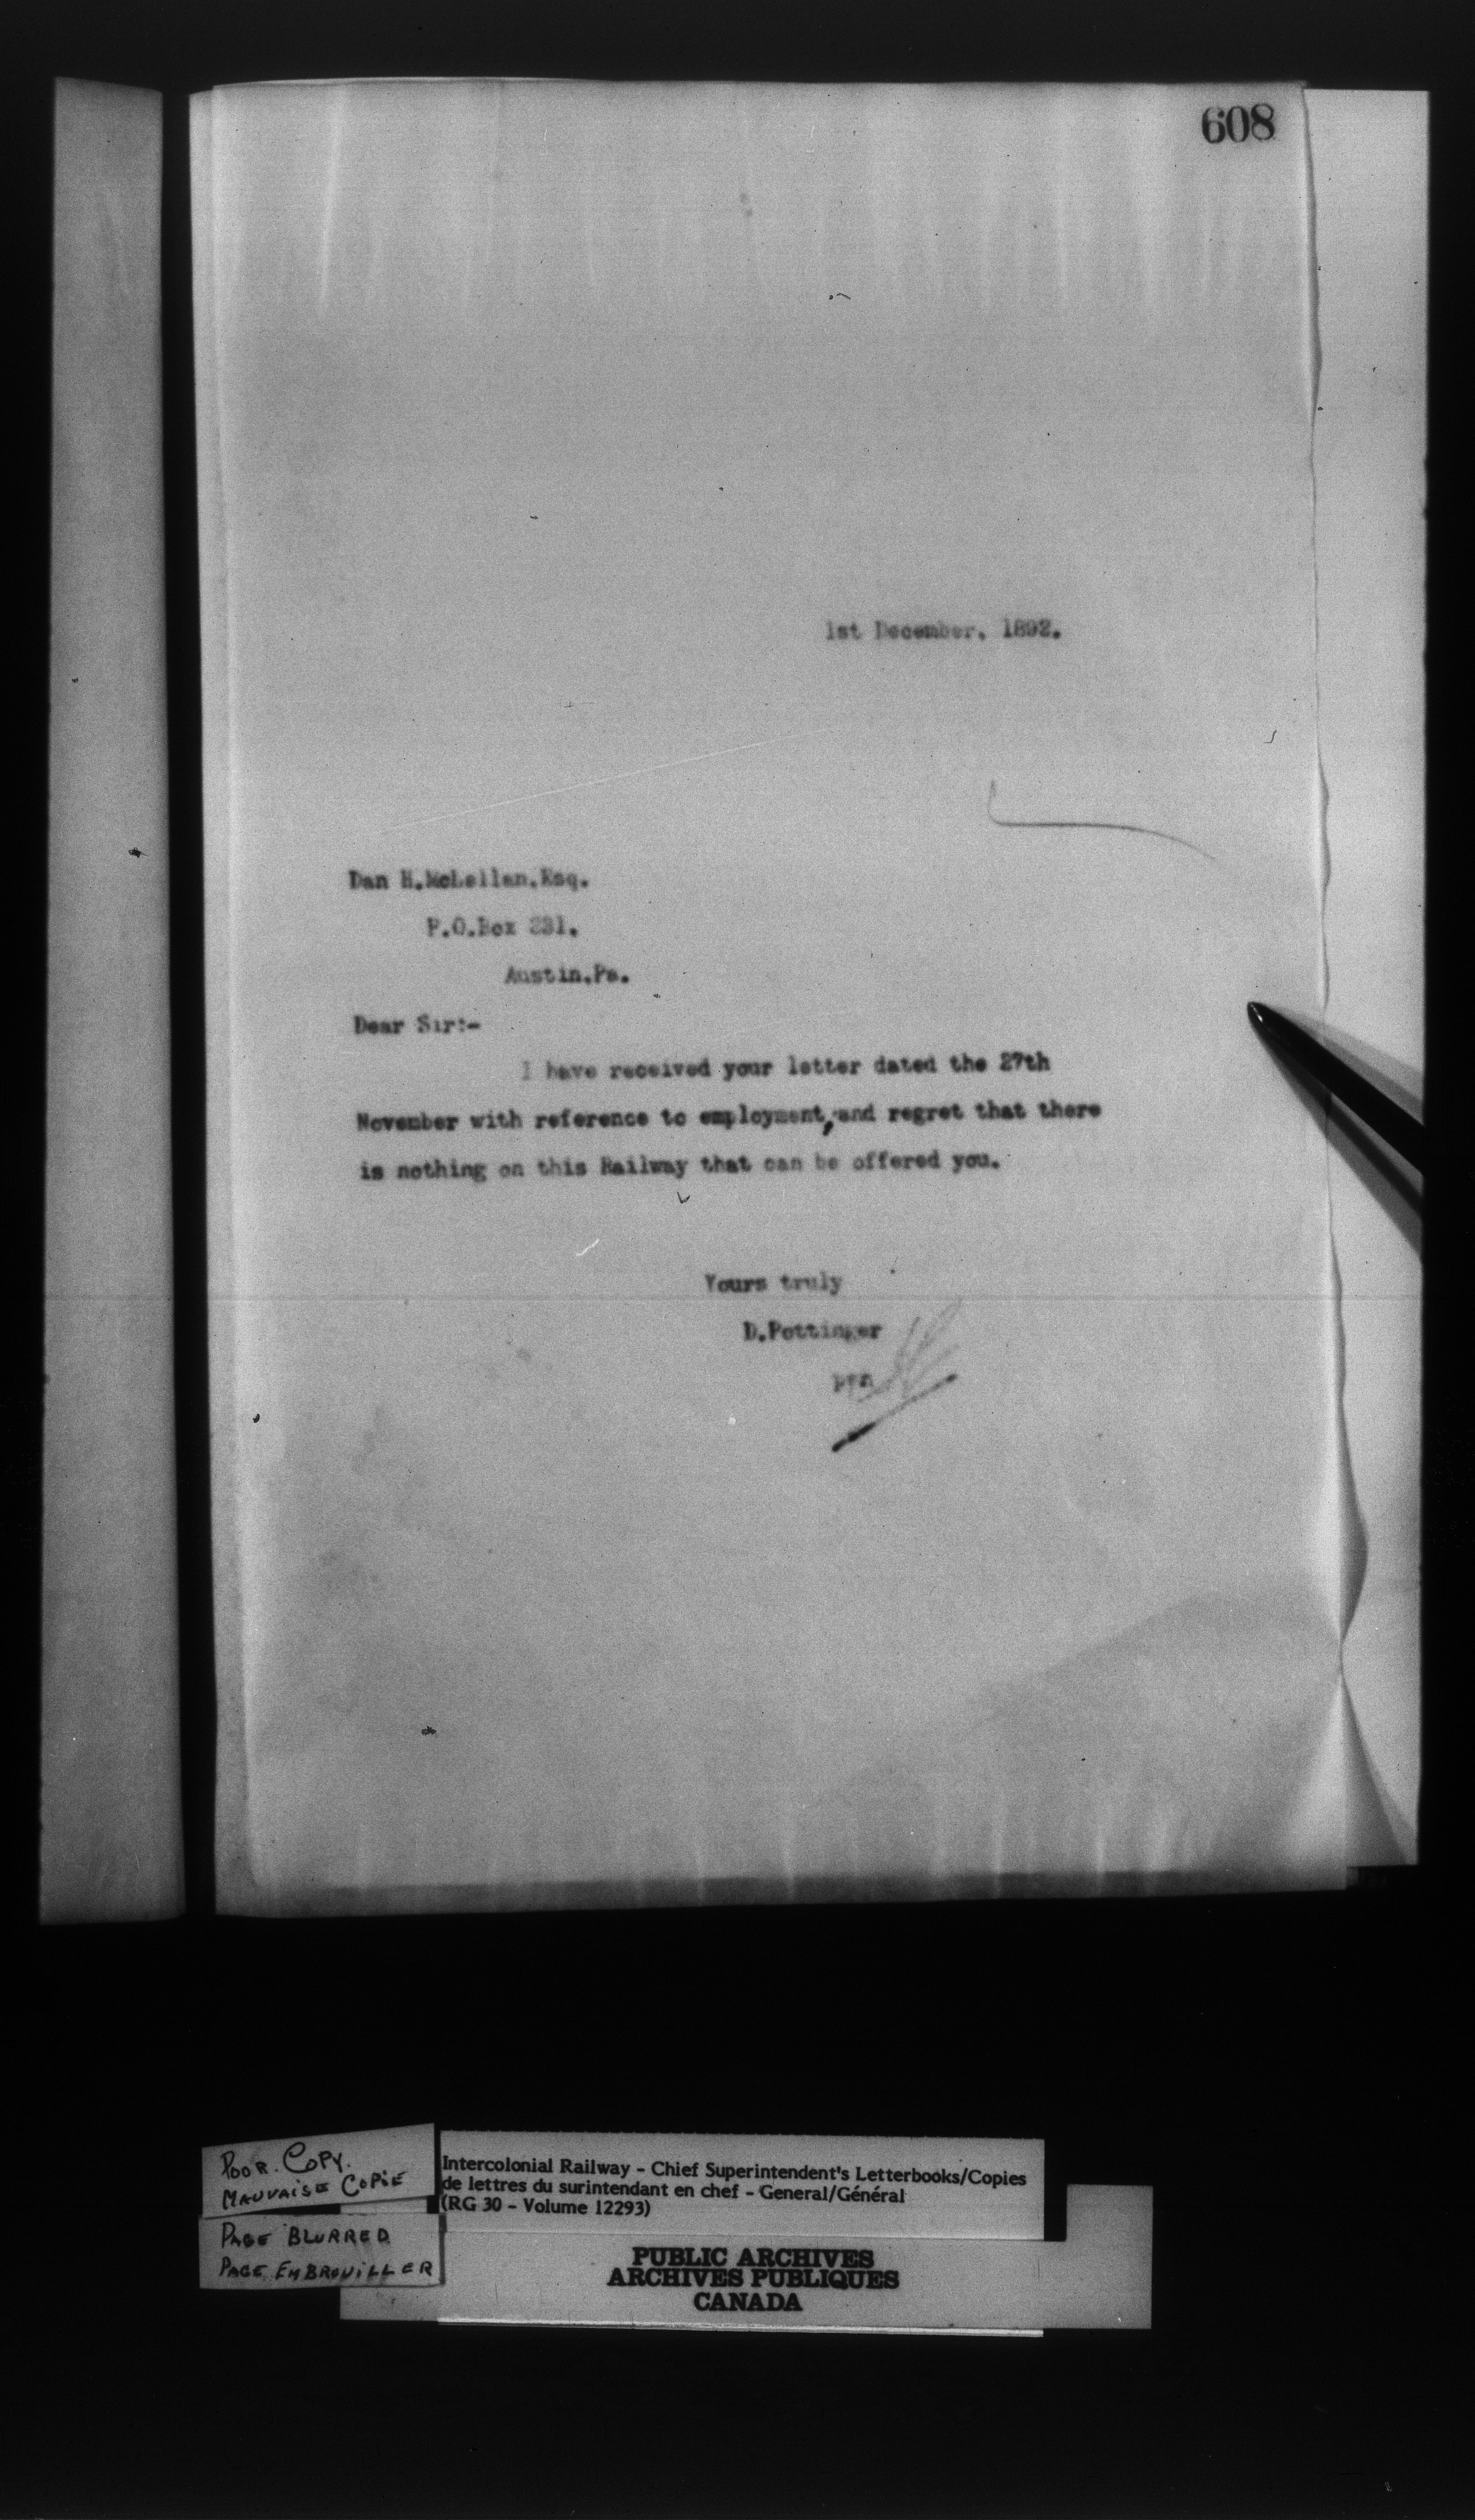 608
1st December, 1892.
Dan H.McLellan,Esq.
P.O.Box 231.
Austin,Pa.
Dear Sir:-
I have received your letter dated the 27th
November with reference to employment, and regret that there
is nothing on this Railway that can be offered you.
Yours truly
D.Pottinger
POOR. COPY.
MAUVAISE COPIE
PAGE BLURRED
PAGE EMBROUILLER
Intercolonial Railway - Chief Superintendent's Letterbooks/Copies
de lettres du surintendant en chef - General/Général
(RG 30 - Volume 12293)
PUBLIC ARCHIVES
ARCHIVES PUBLIQUES
CANADA